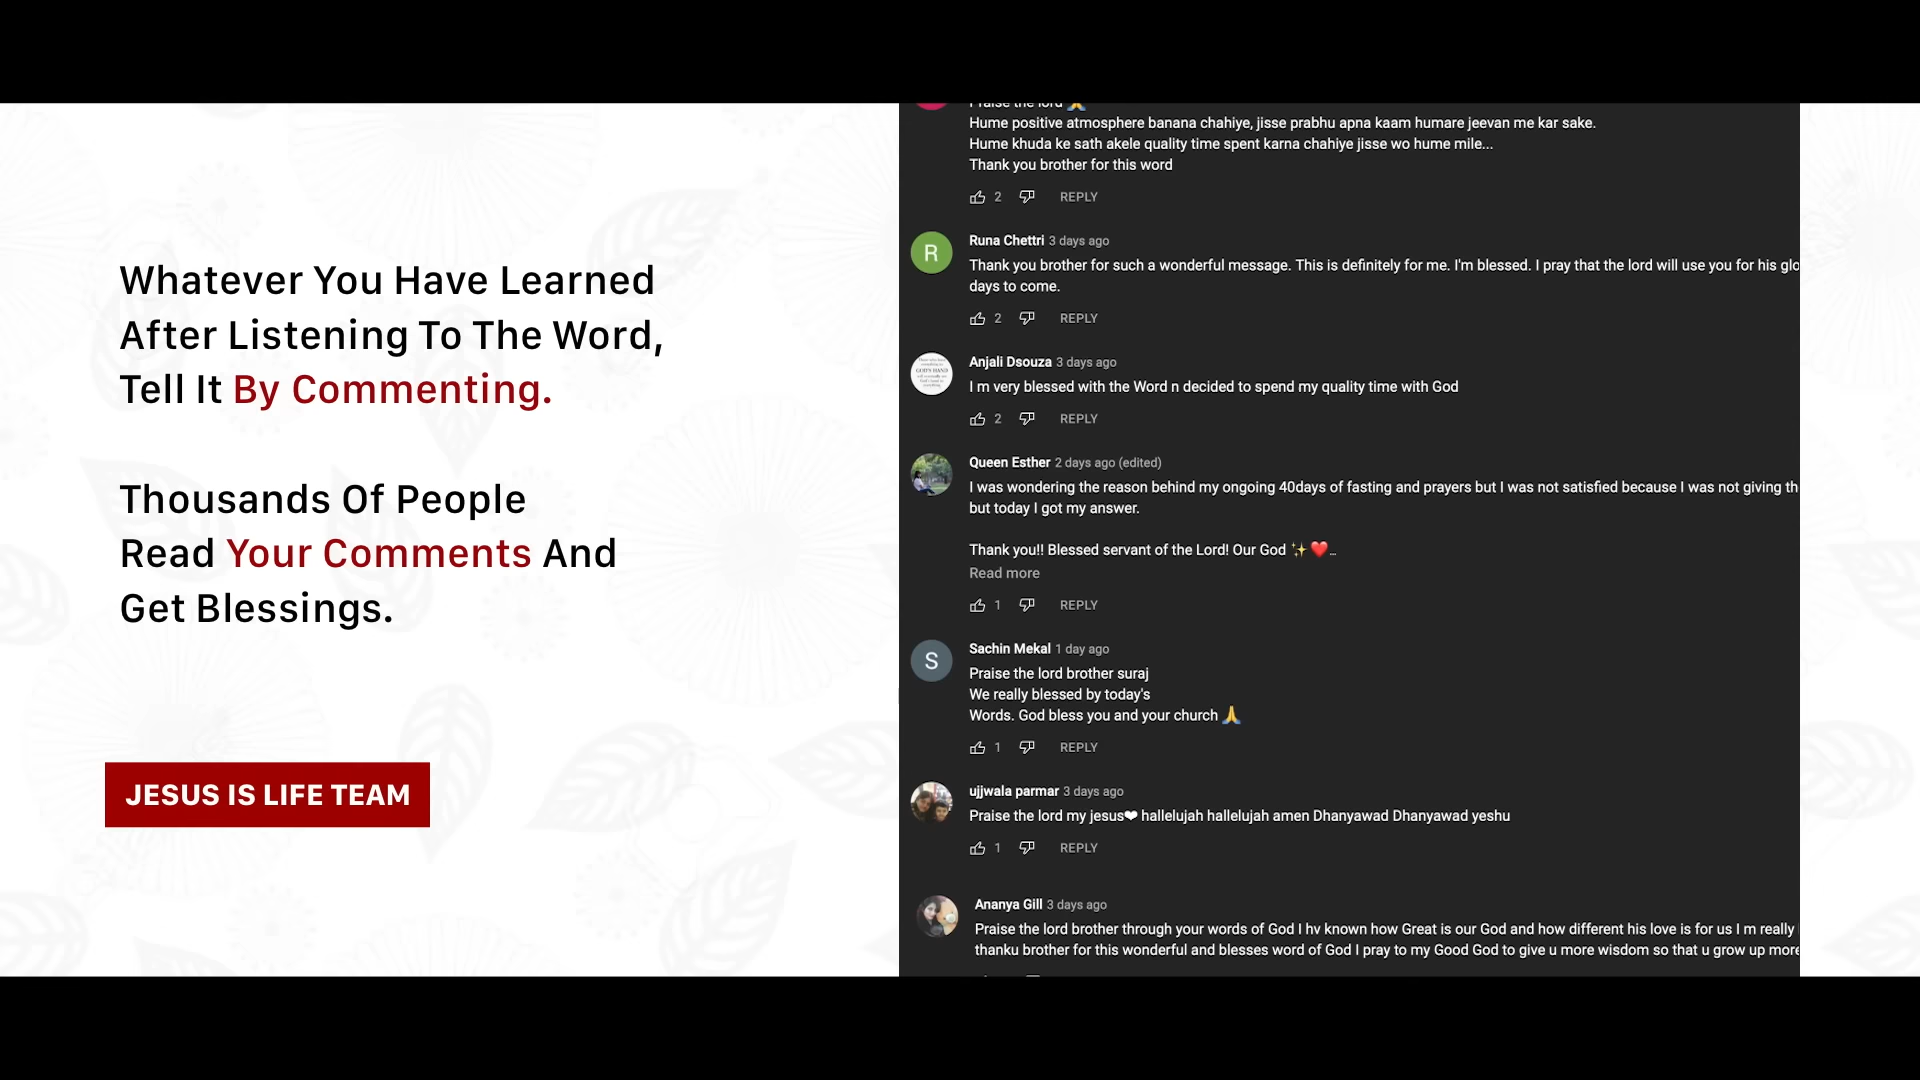 Whatever You Have Learned
After Listening To The Word,
Tell It By Commenting.
Thousands Of People
Read Your Comments And
Get Blessings.
JESUS IS LIFE TEAM
Praise the lord 🙏
Hume positive atmosphere banana chahiye, jisse prabhu apna kaam humare jeevan me kar sake.
Hume khuda ke sath akele quality time spent karna chahiye jisse wo hume mile...
Thank you brother for this word
2 REPLY
R
Runa Chettri 3 days ago
Thank you brother for such a wonderful message. This is definitely for me. I'm blessed. I pray that the lord will use you for his glo
days to come.
2 REPLY
Anjali Dsouza 3 days ago
I m very blessed with the Word n decided to spend my quality time with God
2 REPLY
Queen Esther 2 days ago (edited)
I was wondering the reason behind my ongoing 40days of fasting and prayers but I was not satisfied because I was not giving th
but today I got my answer.
Thank you!! Blessed servant of the Lord! Our God ✨❤️...
Read more
1 REPLY
S
Sachin Mekal 1 day ago
Praise the lord brother suraj
We really blessed by today's
Words. God bless you and your church 🙏
1 REPLY
ujjwala parmar 3 days ago
Praise the lord my jesus❤ hallelujah hallelujah amen Dhanyawad Dhanyawad yeshu
1 REPLY
Ananya Gill 3 days ago
Praise the lord brother through your words of God I hv known how Great is our God and how different his love is for us I m really
thanku brother for this wonderful and blesses word of God I pray to my Good God to give u more wisdom so that u grow up more